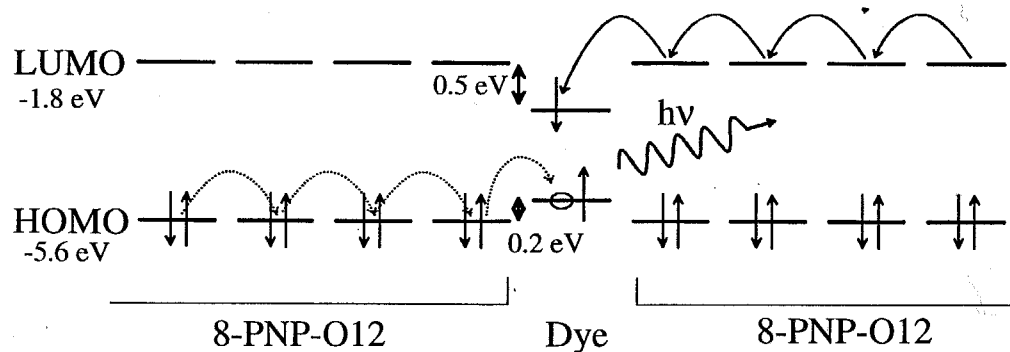 LUMO
-1.8 eV
0.5 eV
hν
HOMO
-5.6 eV
0.2 eV
8-PNP-O12 Dye 8-PNP-O12